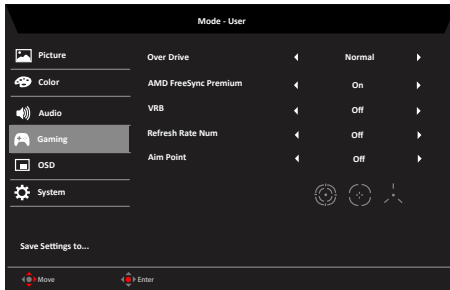 Mode - User
Picture
Color
Audio
Gaming
OSD
System
Save Settings to...
Over Drive Normal
AMD FreeSync Premium On
VRB Off
Refresh Rate Num Off
Aim Point Off
Move Enter